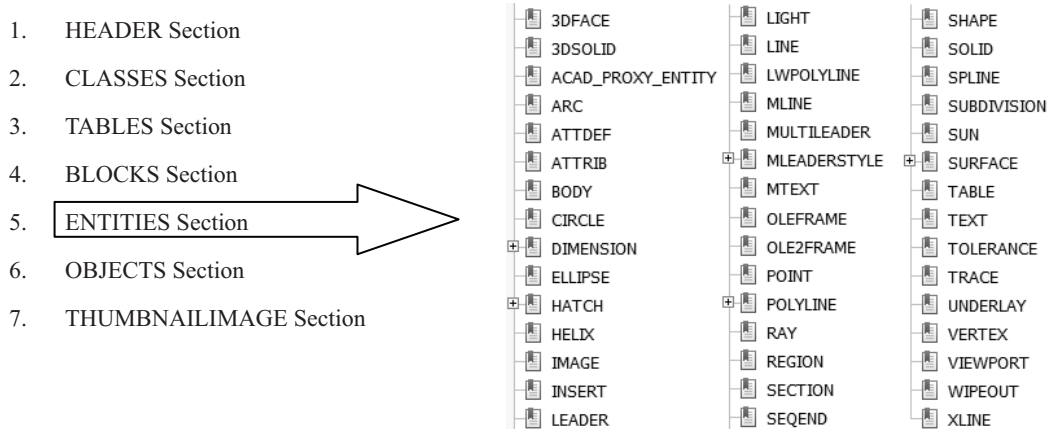 1. HEADER Section
2. CLASSES Section
3. TABLES Section
4. BLOCKS Section
5. ENTITIES Section
6. OBJECTS Section
7. THUMBNAILIMAGE Section
3DFACE
3DSOLID
ACAD_PROXY_ENTITY
ARC
ATTDEF
ATTRIB
BODY
CIRCLE
DIMENSION
ELLIPSE
HATCH
HELIX
IMAGE
INSERT
LEADER
LIGHT
LINE
LWPOLYLINE
MLINE
MULTILEADER
MLEADERSTYLE
MTEXT
OLEFRAME
OLE2FRAME
POINT
POLYLINE
RAY
REGION
SECTION
SEQEND
SHAPE
SOLID
SPLINE
SUBDIVISION
SUN
SURFACE
TABLE
TEXT
TOLERANCE
TRACE
UNDERLAY
VERTEX
VIEWPORT
WIPEOUT
XLINE